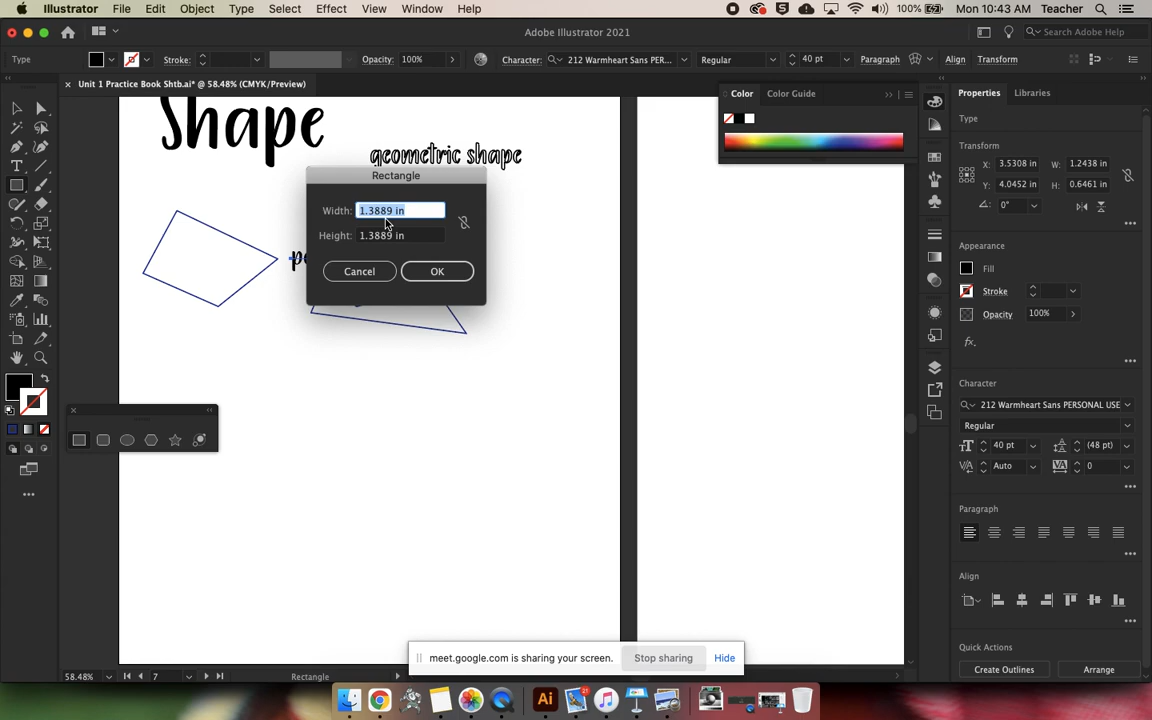 Illustrator File Edit Object Type Select Effect View Window Help
100% Mon 10:43 AM Teacher
Adobe Illustrator 2021
Search Adobe Help
Type Stroke: Opacity: 100% Character: 212 Warmheart Sans PER... Regular 40 pt Paragraph Align Transform
× Unit 1 Practice Book Shtb.ai* @ 58.48% (CMYK/Preview)
Color Color Guide
Properties Libraries
Type
Transform
X: 3.5308 in W: 1.2438 in
Y: 4.0452 in H: 0.6461 in
0°
Appearance
Fill
Stroke
Opacity 100%
fx.
Character
212 Warmheart Sans PERSONAL USE
Regular
40 pt (48 pt)
Auto 0
Paragraph
Align
Quick Actions
Create Outlines Arrange
Shape
geometric shape
Rectangle
Width: 1.3889 in
Height: 1.3889 in
Cancel OK
meet.google.com is sharing your screen. Stop sharing Hide
58.48% 7 Rectangle
Ai 21